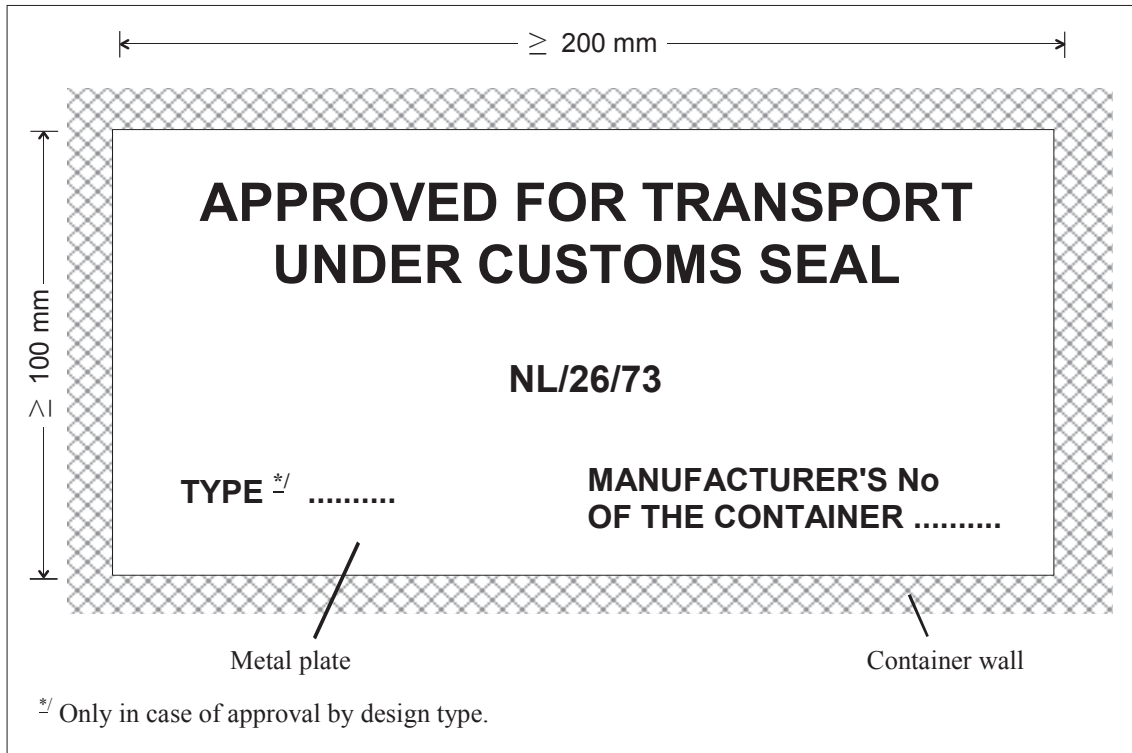 ≥ 200 mm
≥ 100 mm
APPROVED FOR TRANSPORT
UNDER CUSTOMS SEAL
NL/26/73
TYPE */ ..........
MANUFACTURER'S No
OF THE CONTAINER ..........
Metal plate
Container wall
*/ Only in case of approval by design type.